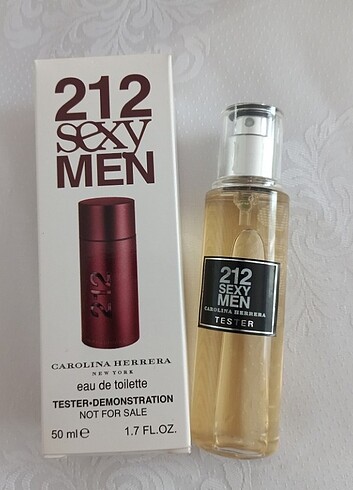 212
sexy
MEN
212
CAROLINA HERRERA
NEW YORK
eau de toilette
TESTER•DEMONSTRATION
NOT FOR SALE
50 ml ℮ 1.7 FL.OZ.
212
SEXY
MEN
CAROLINA HERRERA
TESTER